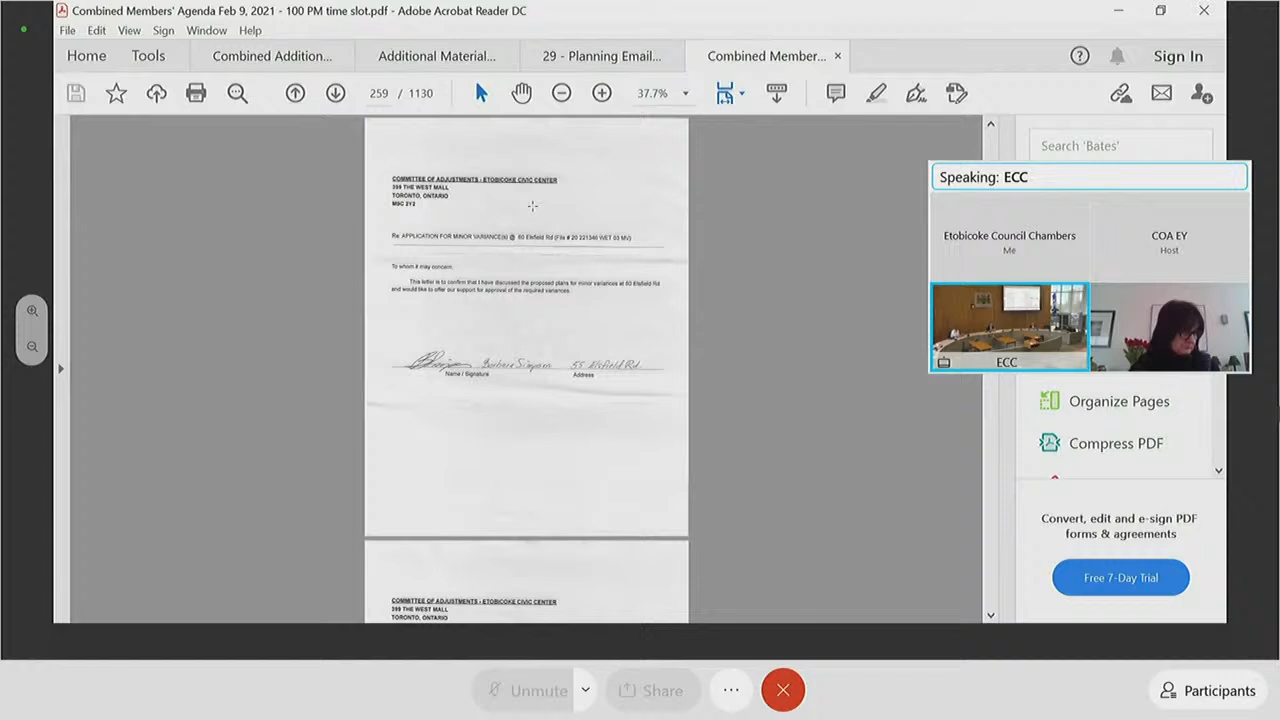 Combined Members' Agenda Feb 9, 2021 - 100 PM time slot.pdf - Adobe Acrobat Reader DC
File Edit View Sign Window Help
Home Tools Combined Addition... Additional Material... 29 - Planning Email... Combined Member... × Sign In
259 / 1130 37.7%
Search 'Bates'
COMMITTEE OF ADJUSTMENTS - ETOBICOKE CIVIC CENTER
399 THE WEST MALL
TORONTO, ONTARIO
M9C 2Y2
Re: APPLICATION FOR MINOR VARIANCE(s) @ 60 Elsfield Rd (File # 20 221346 WET 03 MV)
To whom it may concern:
This letter is to confirm that I have discussed the proposed plans for minor variances at 60 Elsfield Rd
and would like to offer our support for approval of the required variances.
Barbara Simpson 55 Elsfield Rd
Name / Signature Address
COMMITTEE OF ADJUSTMENTS - ETOBICOKE CIVIC CENTER
399 THE WEST MALL
TORONTO, ONTARIO
Speaking: ECC
Etobicoke Council Chambers
Me
COA EY
Host
ECC
Organize Pages
Compress PDF
Convert, edit and e-sign PDF
forms & agreements
Free 7-Day Trial
Unmute Share ... Participants